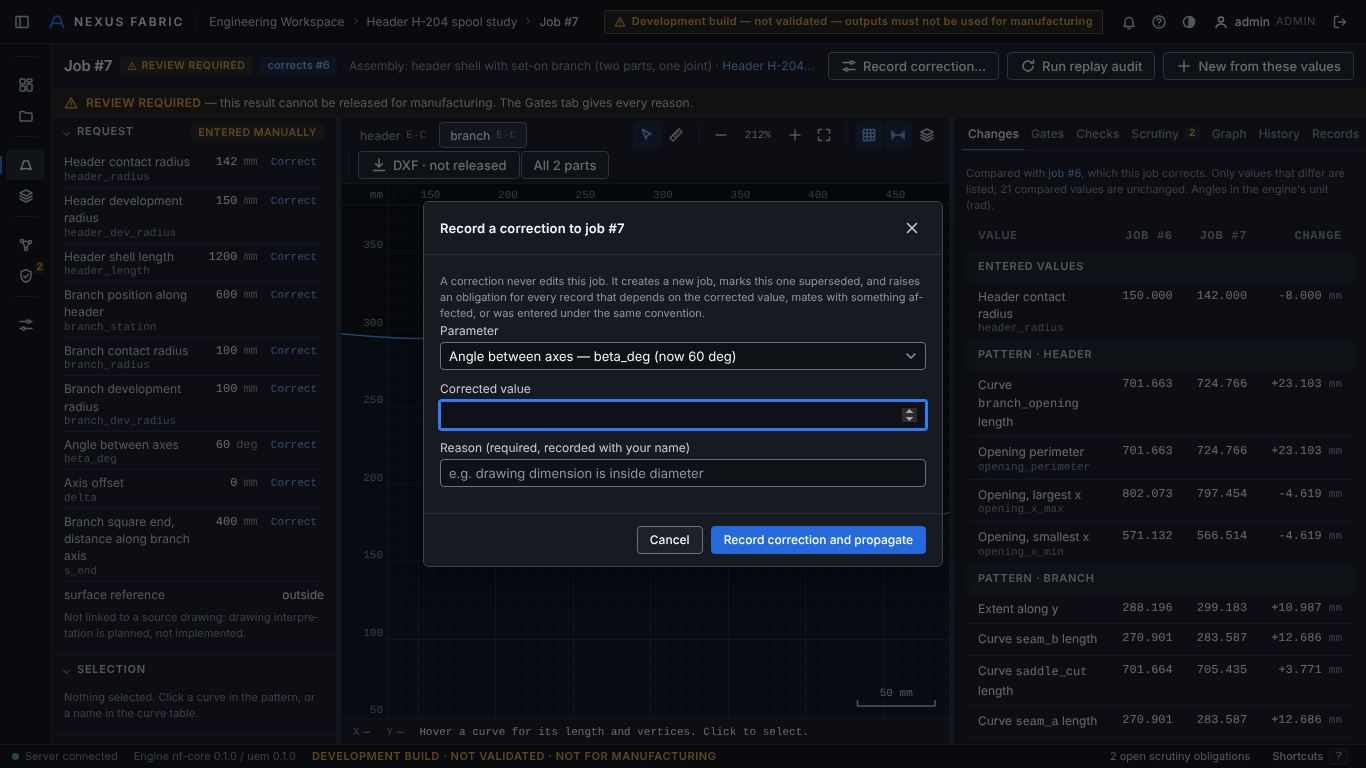 NEXUS FABRIC
Engineering Workspace > Header H-204 spool study > Job #7
Development build — not validated — outputs must not be used for manufacturing
admin ADMIN
Job #7
REVIEW REQUIRED
corrects #6
Assembly: header shell with set-on branch (two parts, one joint) · Header H-204...
Record correction...
Run replay audit
New from these values
REVIEW REQUIRED — this result cannot be released for manufacturing. The Gates tab gives every reason.
REQUEST
ENTERED MANUALLY
Header contact radius 142 mm Correct
header_radius
Header development 150 mm Correct
radius
header_dev_radius
Header shell length 1200 mm Correct
header_length
Branch position along 600 mm Correct
header
branch_station
Branch contact radius 100 mm Correct
branch_radius
Branch development 100 mm Correct
radius
branch_dev_radius
Angle between axes 60 deg Correct
beta_deg
Axis offset 0 mm Correct
delta
Branch square end, 400 mm Correct
distance along branch
axis
s_end
surface reference outside
Not linked to a source drawing: drawing interpre-
tation is planned, not implemented.
SELECTION
Nothing selected. Click a curve in the pattern, or
a name in the curve table.
header E-C
branch E-C
212%
DXF · not released
All 2 parts
mm 150 200 250 300 350 400 450
350
300
250
200
150
100
50
50 mm
X — Y — Hover a curve for its length and vertices. Click to select.
Record a correction to job #7
A correction never edits this job. It creates a new job, marks this one superseded, and raises
an obligation for every record that depends on the corrected value, mates with something af-
fected, or was entered under the same convention.
Parameter
Angle between axes — beta_deg (now 60 deg)
Corrected value
Reason (required, recorded with your name)
e.g. drawing dimension is inside diameter
Cancel
Record correction and propagate
Changes Gates Checks Scrutiny 2 Graph History Records
Compared with job #6, which this job corrects. Only values that differ are
listed; 21 compared values are unchanged. Angles in the engine's unit
(rad).
VALUE JOB #6 JOB #7 CHANGE
ENTERED VALUES
Header contact 150.000 142.000 -8.000 mm
radius
header_radius
PATTERN · HEADER
Curve 701.663 724.766 +23.103 mm
branch_opening
length
Opening perimeter 701.663 724.766 +23.103 mm
opening_perimeter
Opening, largest x 802.073 797.454 -4.619 mm
opening_x_max
Opening, smallest x 571.132 566.514 -4.619 mm
opening_x_min
PATTERN · BRANCH
Extent along y 288.196 299.183 +10.987 mm
Curve seam_b length 270.901 283.587 +12.686 mm
Curve saddle_cut 701.664 705.435 +3.771 mm
length
Curve seam_a length 270.901 283.587 +12.686 mm
2
Server connected
Engine nf-core 0.1.0 / uem 0.1.0
DEVELOPMENT BUILD · NOT VALIDATED · NOT FOR MANUFACTURING
2 open scrutiny obligations
Shortcuts ?